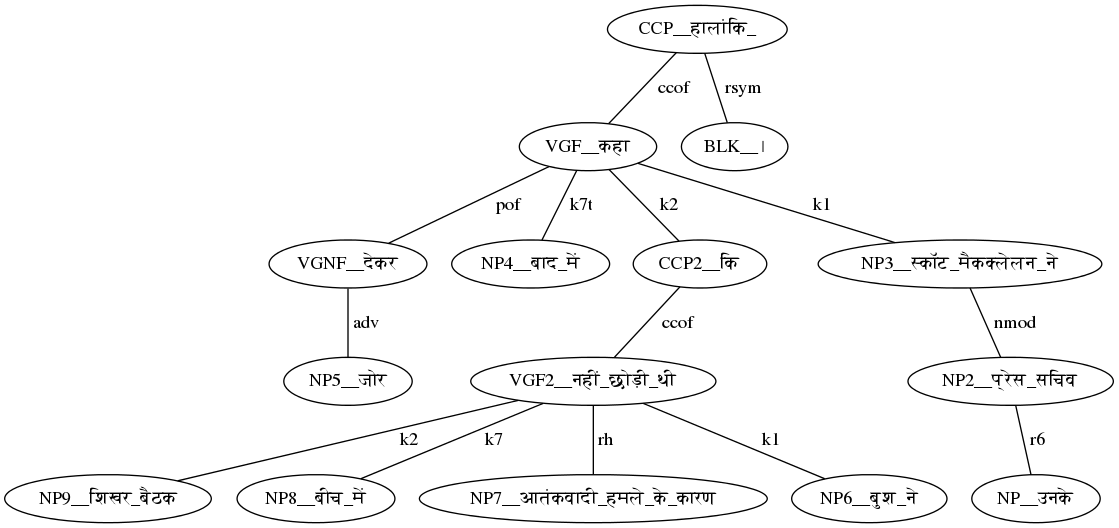 CCP__हालांकि_
ccof rsym
VGF__कहा BLK__।
pof k7t k2 k1
VGNF__देकर NP4__बाद_में CCP2__कि NP3__स्कॉट_मैकक्लेलन_ने
adv ccof nmod
NP5__जोर VGF2__नहीं_छोड़ी_थी NP2__प्रेस_सचिव
k2 k7 rh k1 r6
NP9__शिखर_बैठक NP8__बीच_में NP7__आतंकवादी_हमले_के_कारण NP6__बुश_ने NP__उनके